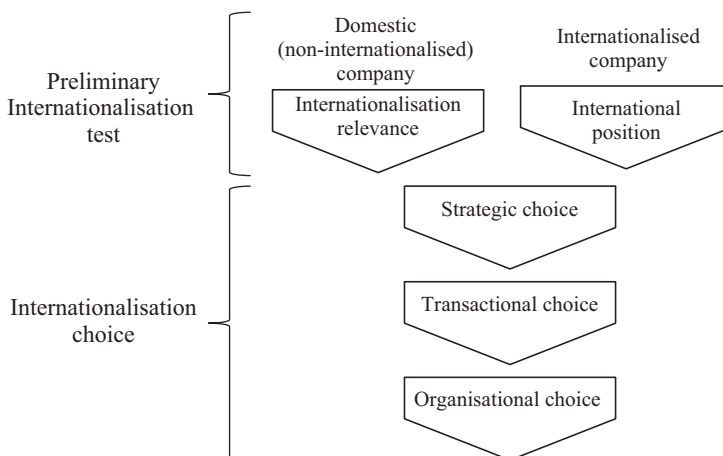 Domestic
(non-internationalised)
company
Internationalised
company
Preliminary
Internationalisation
test
Internationalisation
relevance
International
position
Strategic choice
Internationalisation
choice
Transactional choice
Organisational choice